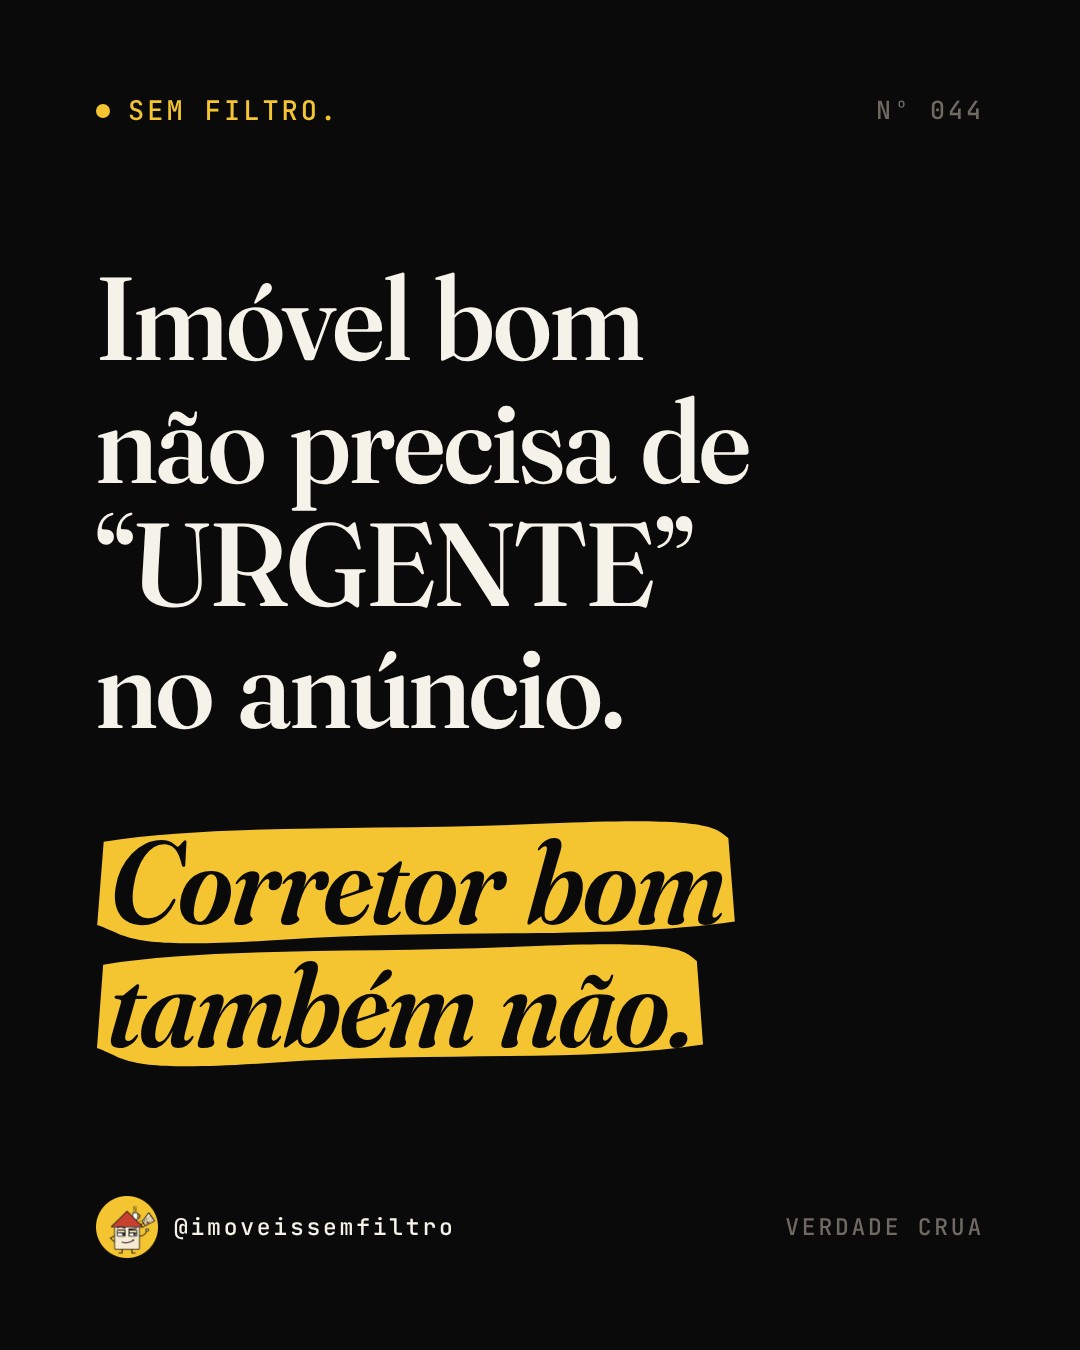 SEM FILTRO.
Nº 044
Imóvel bom
não precisa de
“URGENTE”
no anúncio.
Corretor bom
também não.
@imoveissemfiltro
VERDADE CRUA